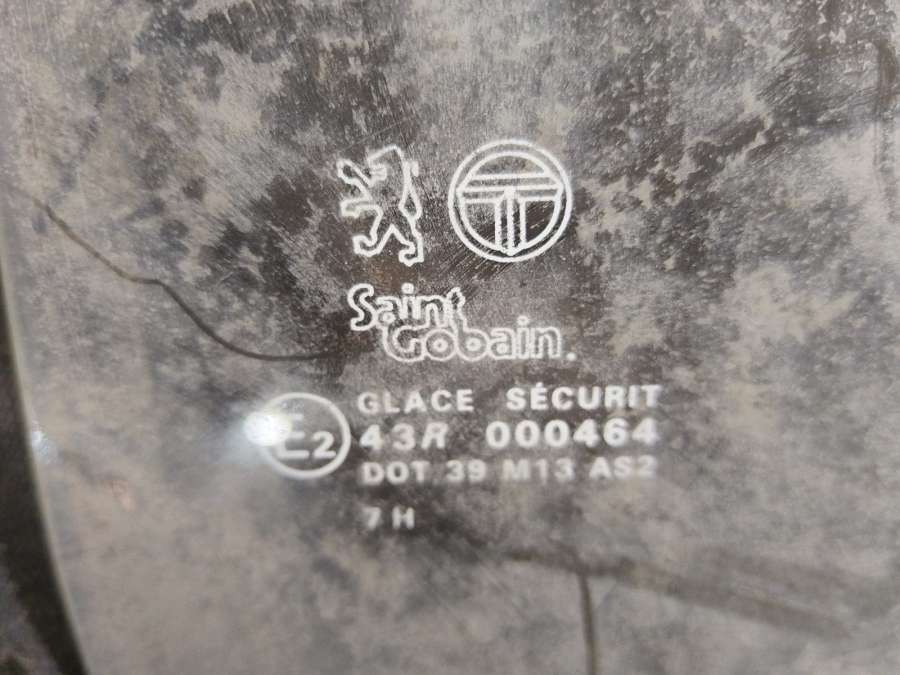 Saint
Gobain.
GLACE SÉCURIT
E2
43R 000464
DOT 39 M13 AS2
7 H